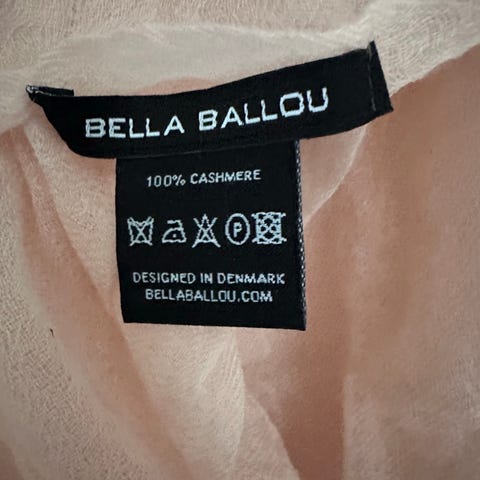 BELLA BALLOU
100% CASHMERE
P
DESIGNED IN DENMARK
BELLABALLOU.COM